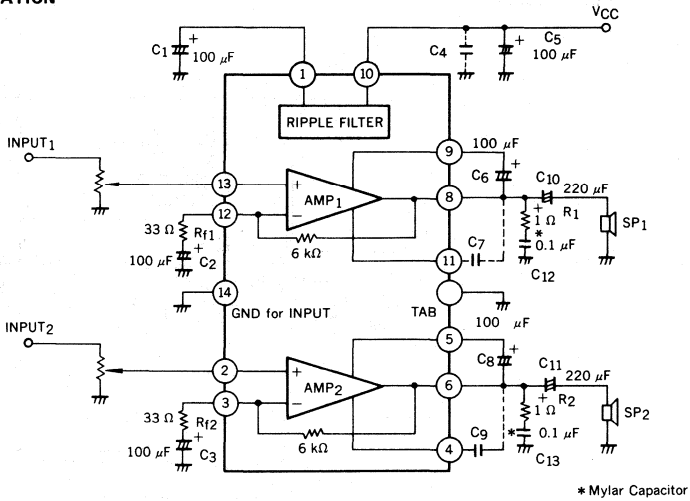 ATION
VCC
C1
+
100 μF
C4
+
C5
100 μF
1
10
RIPPLE FILTER
INPUT1
9
100 μF
+
C6
C10
220 μF
13
+
AMP1
8
+
R1
SP1
12
−
33 Ω
Rf1
6 kΩ
1 Ω
*
0.1 μF
100 μF
+
C2
11
C7
C12
14
GND for INPUT
TAB
INPUT2
5
100 μF
+
C8
C11
220 μF
2
+
AMP2
6
+
R2
SP2
3
−
33 Ω
Rf2
6 kΩ
1 Ω
*
0.1 μF
100 μF
+
C3
4
C9
C13
* Mylar Capacitor